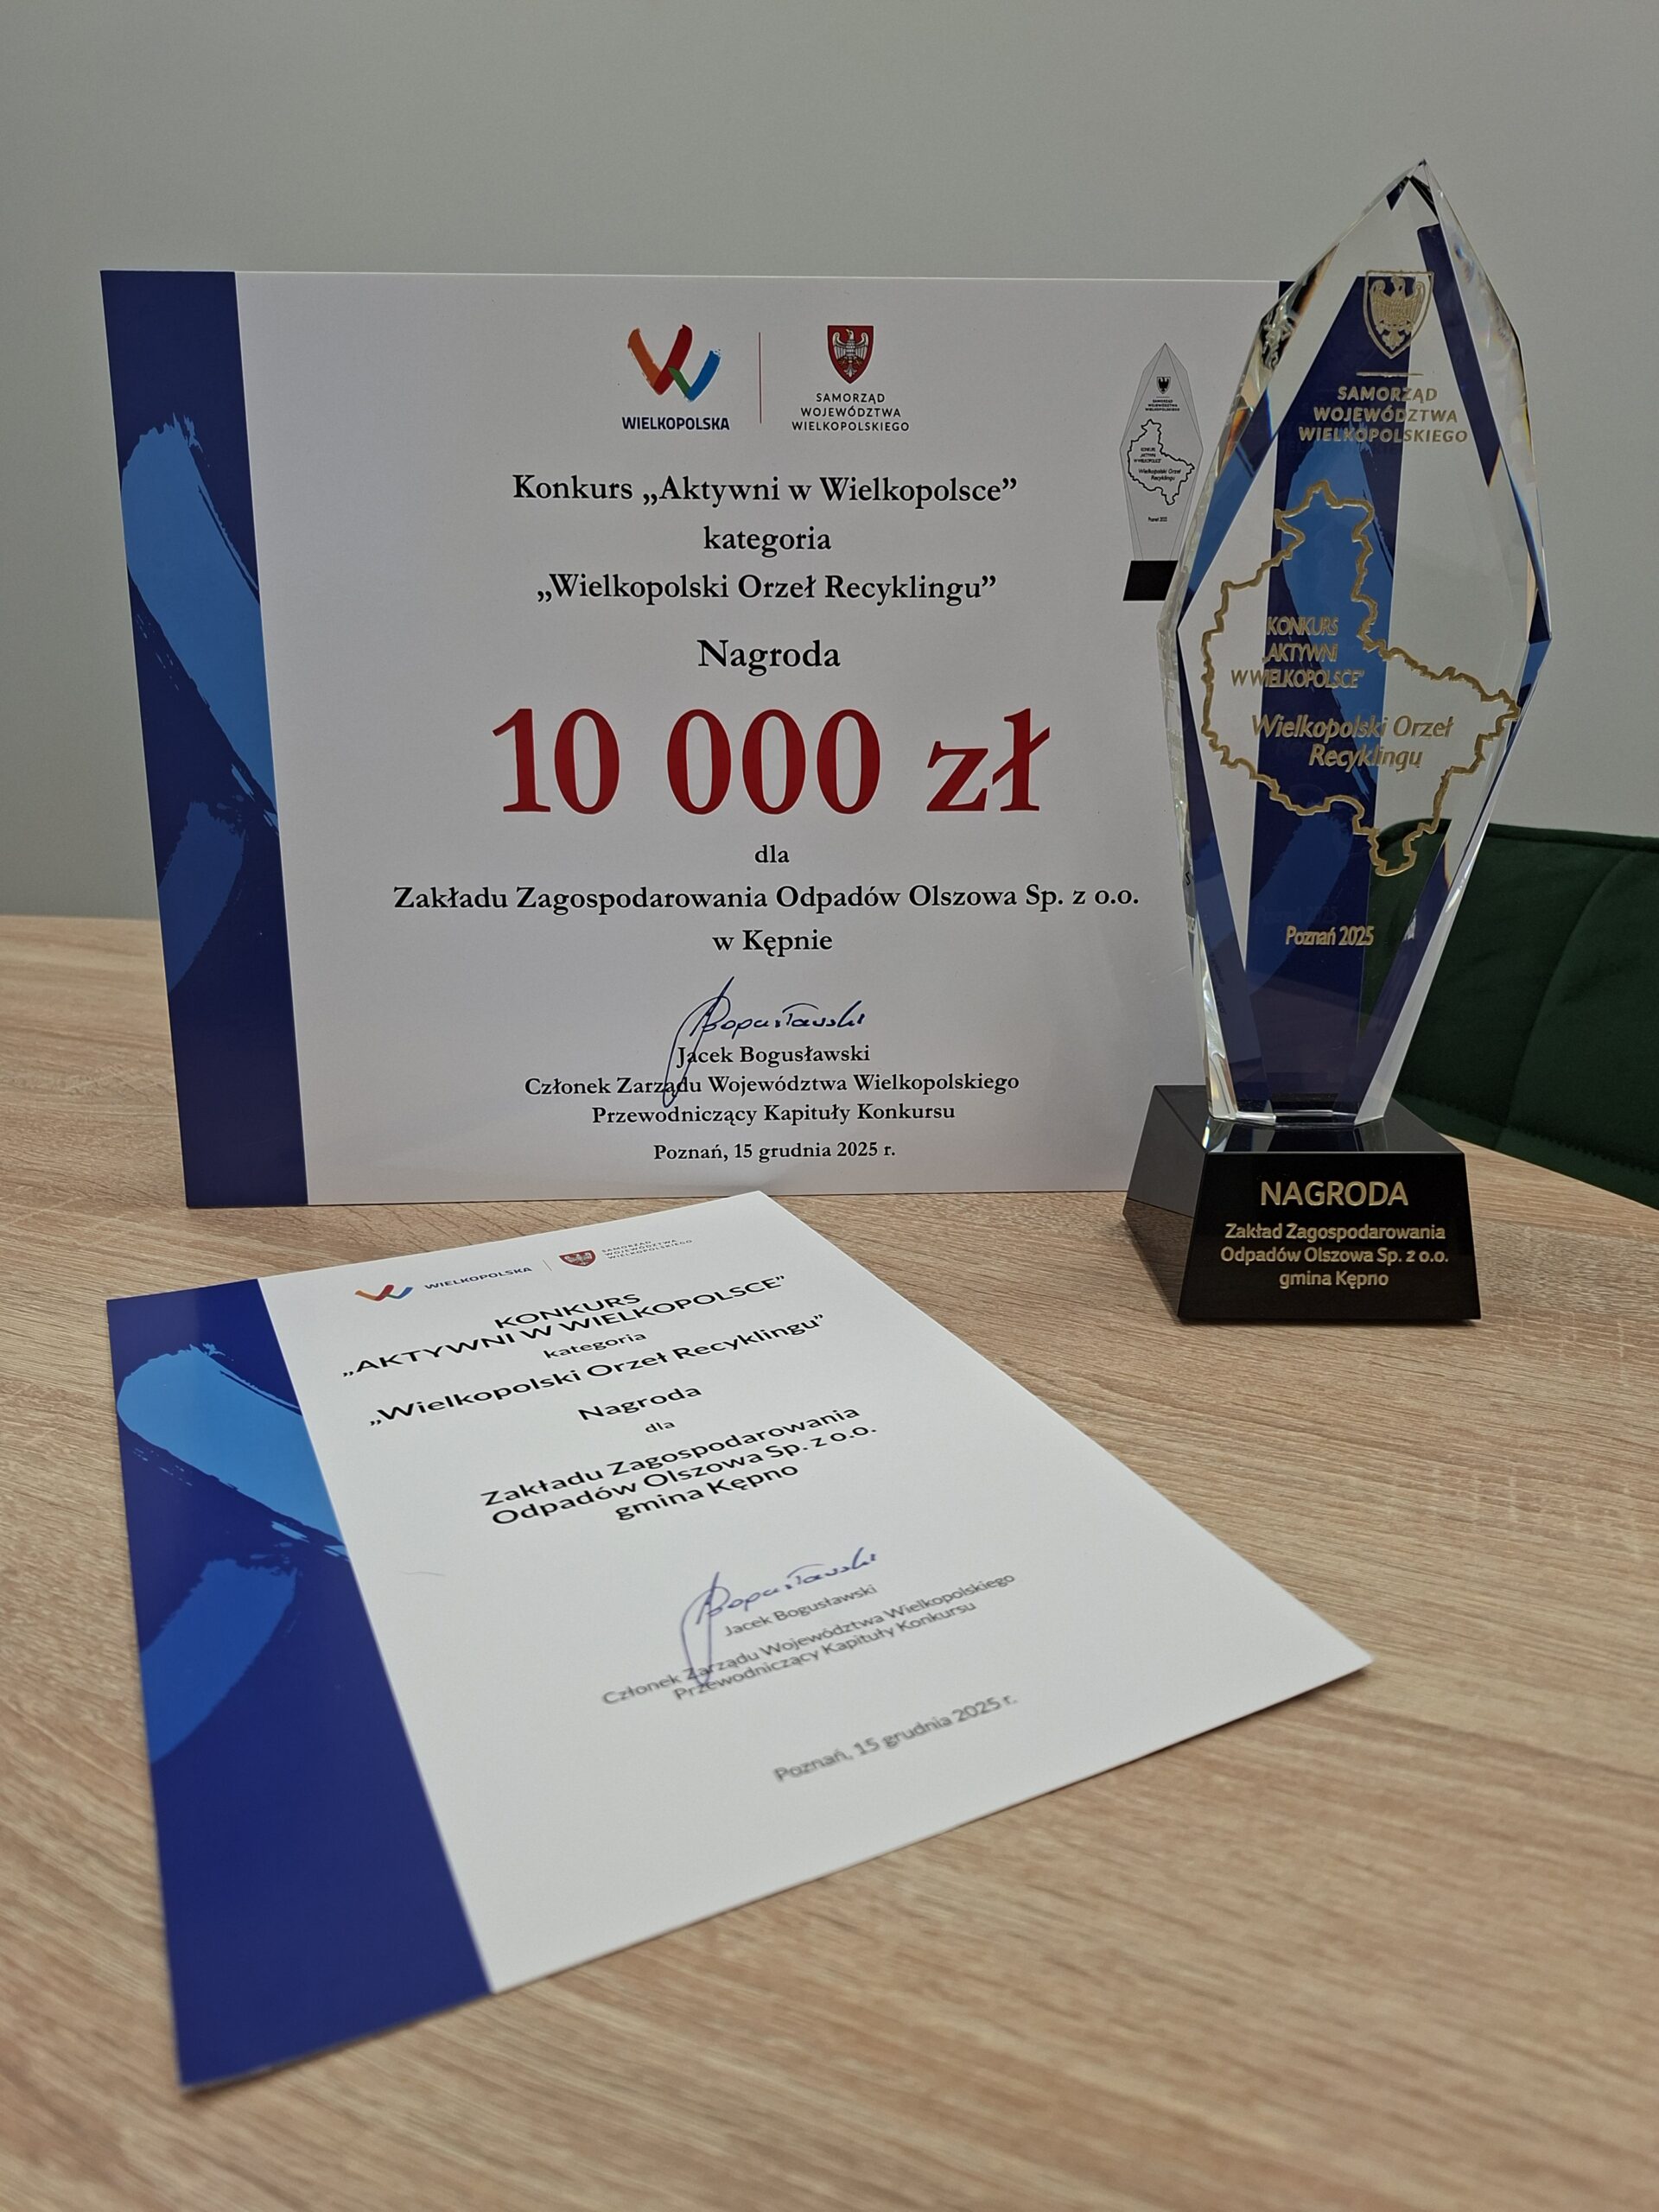 WIELKOPOLSKA
SAMORZĄD
WOJEWÓDZTWA
WIELKOPOLSKIEGO
Konkurs „Aktywni w Wielkopolsce”
kategoria
„Wielkopolski Orzeł Recyklingu”
Nagroda
10 000 zł
dla
Zakładu Zagospodarowania Odpadów Olszowa Sp. z o.o.
w Kępnie
Jacek Bogusławski
Członek Zarządu Województwa Wielkopolskiego
Przewodniczący Kapituły Konkursu
Poznań, 15 grudnia 2025 r.
SAMORZĄD
WOJEWÓDZTWA
WIELKOPOLSKIEGO
KONKURS
„AKTYWNI
W WIELKOPOLSCE”
Wielkopolski Orzeł
Recyklingu
Poznań 2025
NAGRODA
Zakład Zagospodarowania
Odpadów Olszowa Sp. z o.o.
gmina Kępno
WIELKOPOLSKA
SAMORZĄD
WOJEWÓDZTWA
WIELKOPOLSKIEGO
KONKURS
„AKTYWNI W WIELKOPOLSCE”
kategoria
„Wielkopolski Orzeł Recyklingu”
Nagroda
dla
Zakładu Zagospodarowania
Odpadów Olszowa Sp. z o.o.
gmina Kępno
Jacek Bogusławski
Członek Zarządu Województwa Wielkopolskiego
Przewodniczący Kapituły Konkursu
Poznań, 15 grudnia 2025 r.